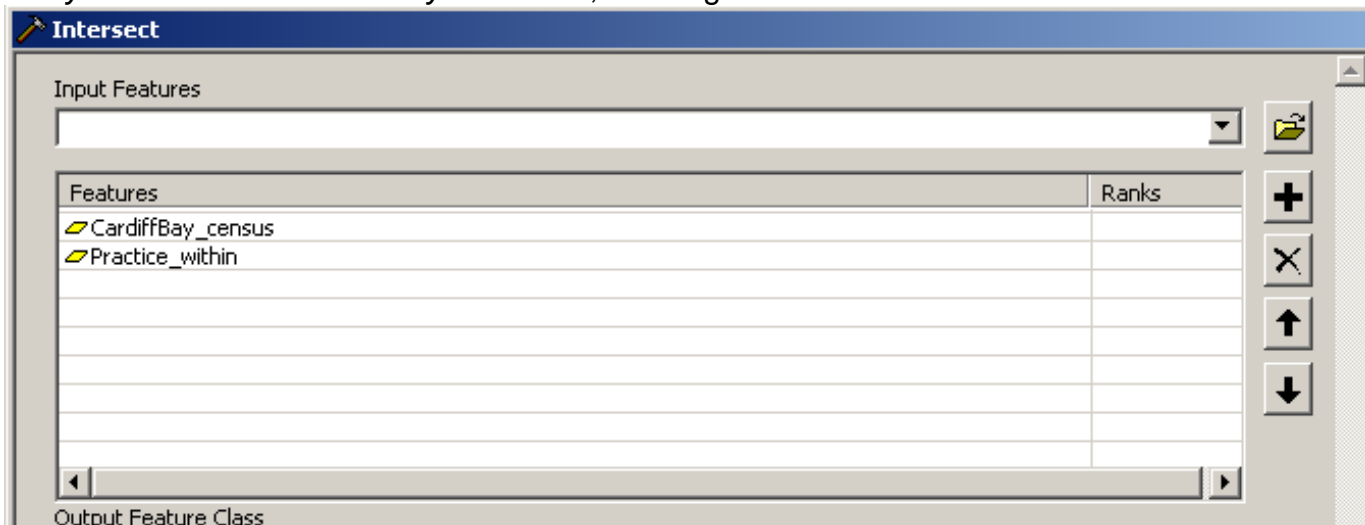 Intersect
Input Features
Features Ranks
CardiffBay_census
Practice_within
Output Feature Class